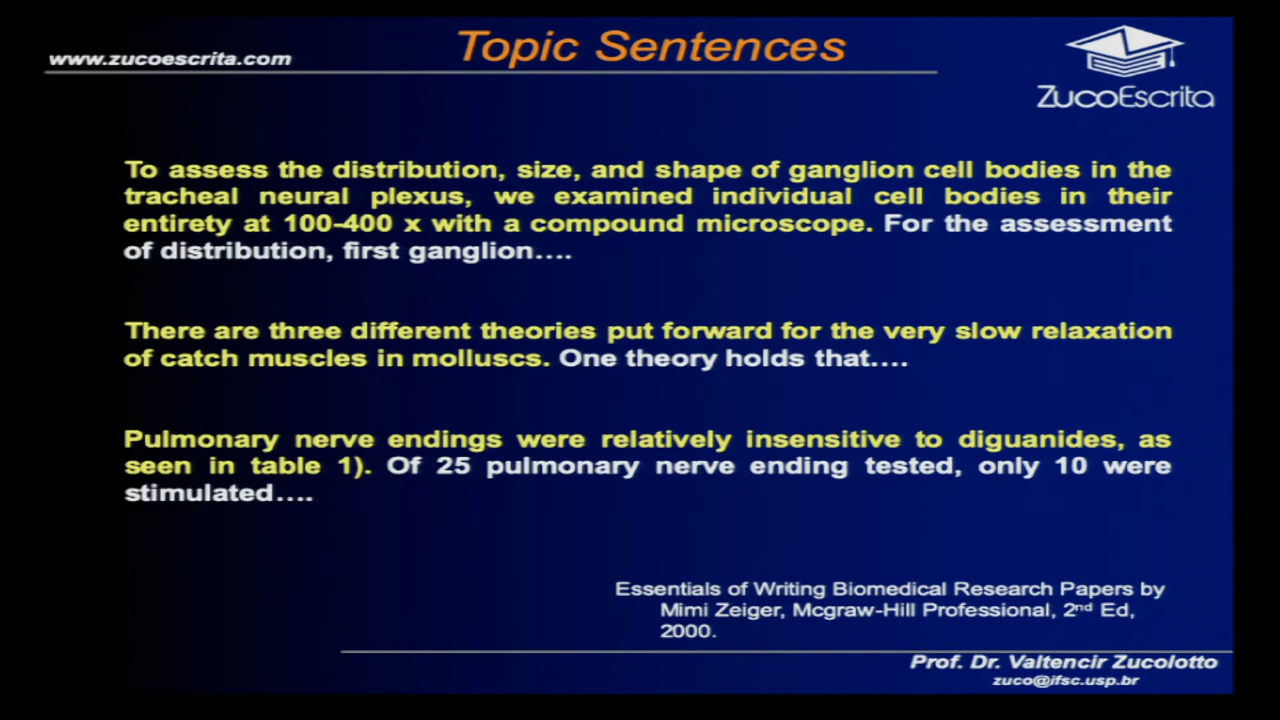 www.zucoescrita.com
Topic Sentences
ZucoEscrita
To assess the distribution, size, and shape of ganglion cell bodies in the
tracheal neural plexus, we examined individual cell bodies in their
entirety at 100-400 x with a compound microscope. For the assessment
of distribution, first ganglion....
There are three different theories put forward for the very slow relaxation
of catch muscles in molluscs. One theory holds that....
Pulmonary nerve endings were relatively insensitive to diguanides, as
seen in table 1). Of 25 pulmonary nerve ending tested, only 10 were
stimulated....
Essentials of Writing Biomedical Research Papers by
Mimi Zeiger, Mcgraw-Hill Professional, 2nd Ed,
2000.
Prof. Dr. Valtencir Zucolotto
zuco@ifsc.usp.br